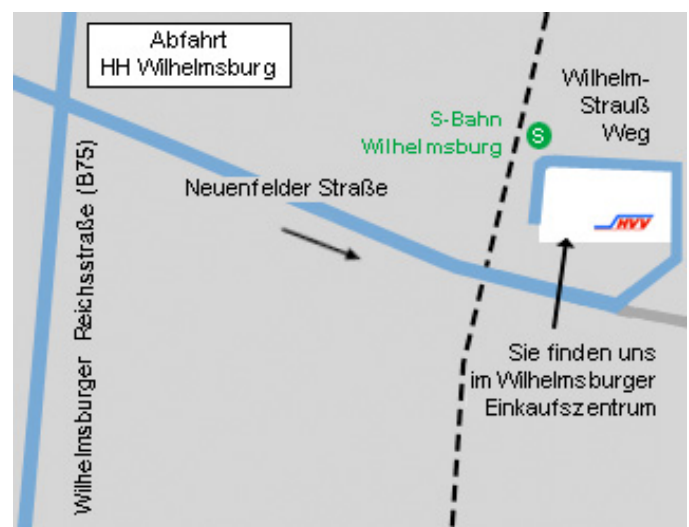 Abfahrt
HH Wilhelmsburg
Wilhelm-
Strauß
Weg
S-Bahn
Wilhelmsburg
S
Neuenfelder Straße
HVV
Wilhelmsburger Reichsstraße (B75)
Sie finden uns
im Wilhelmsburger
Einkaufszentrum